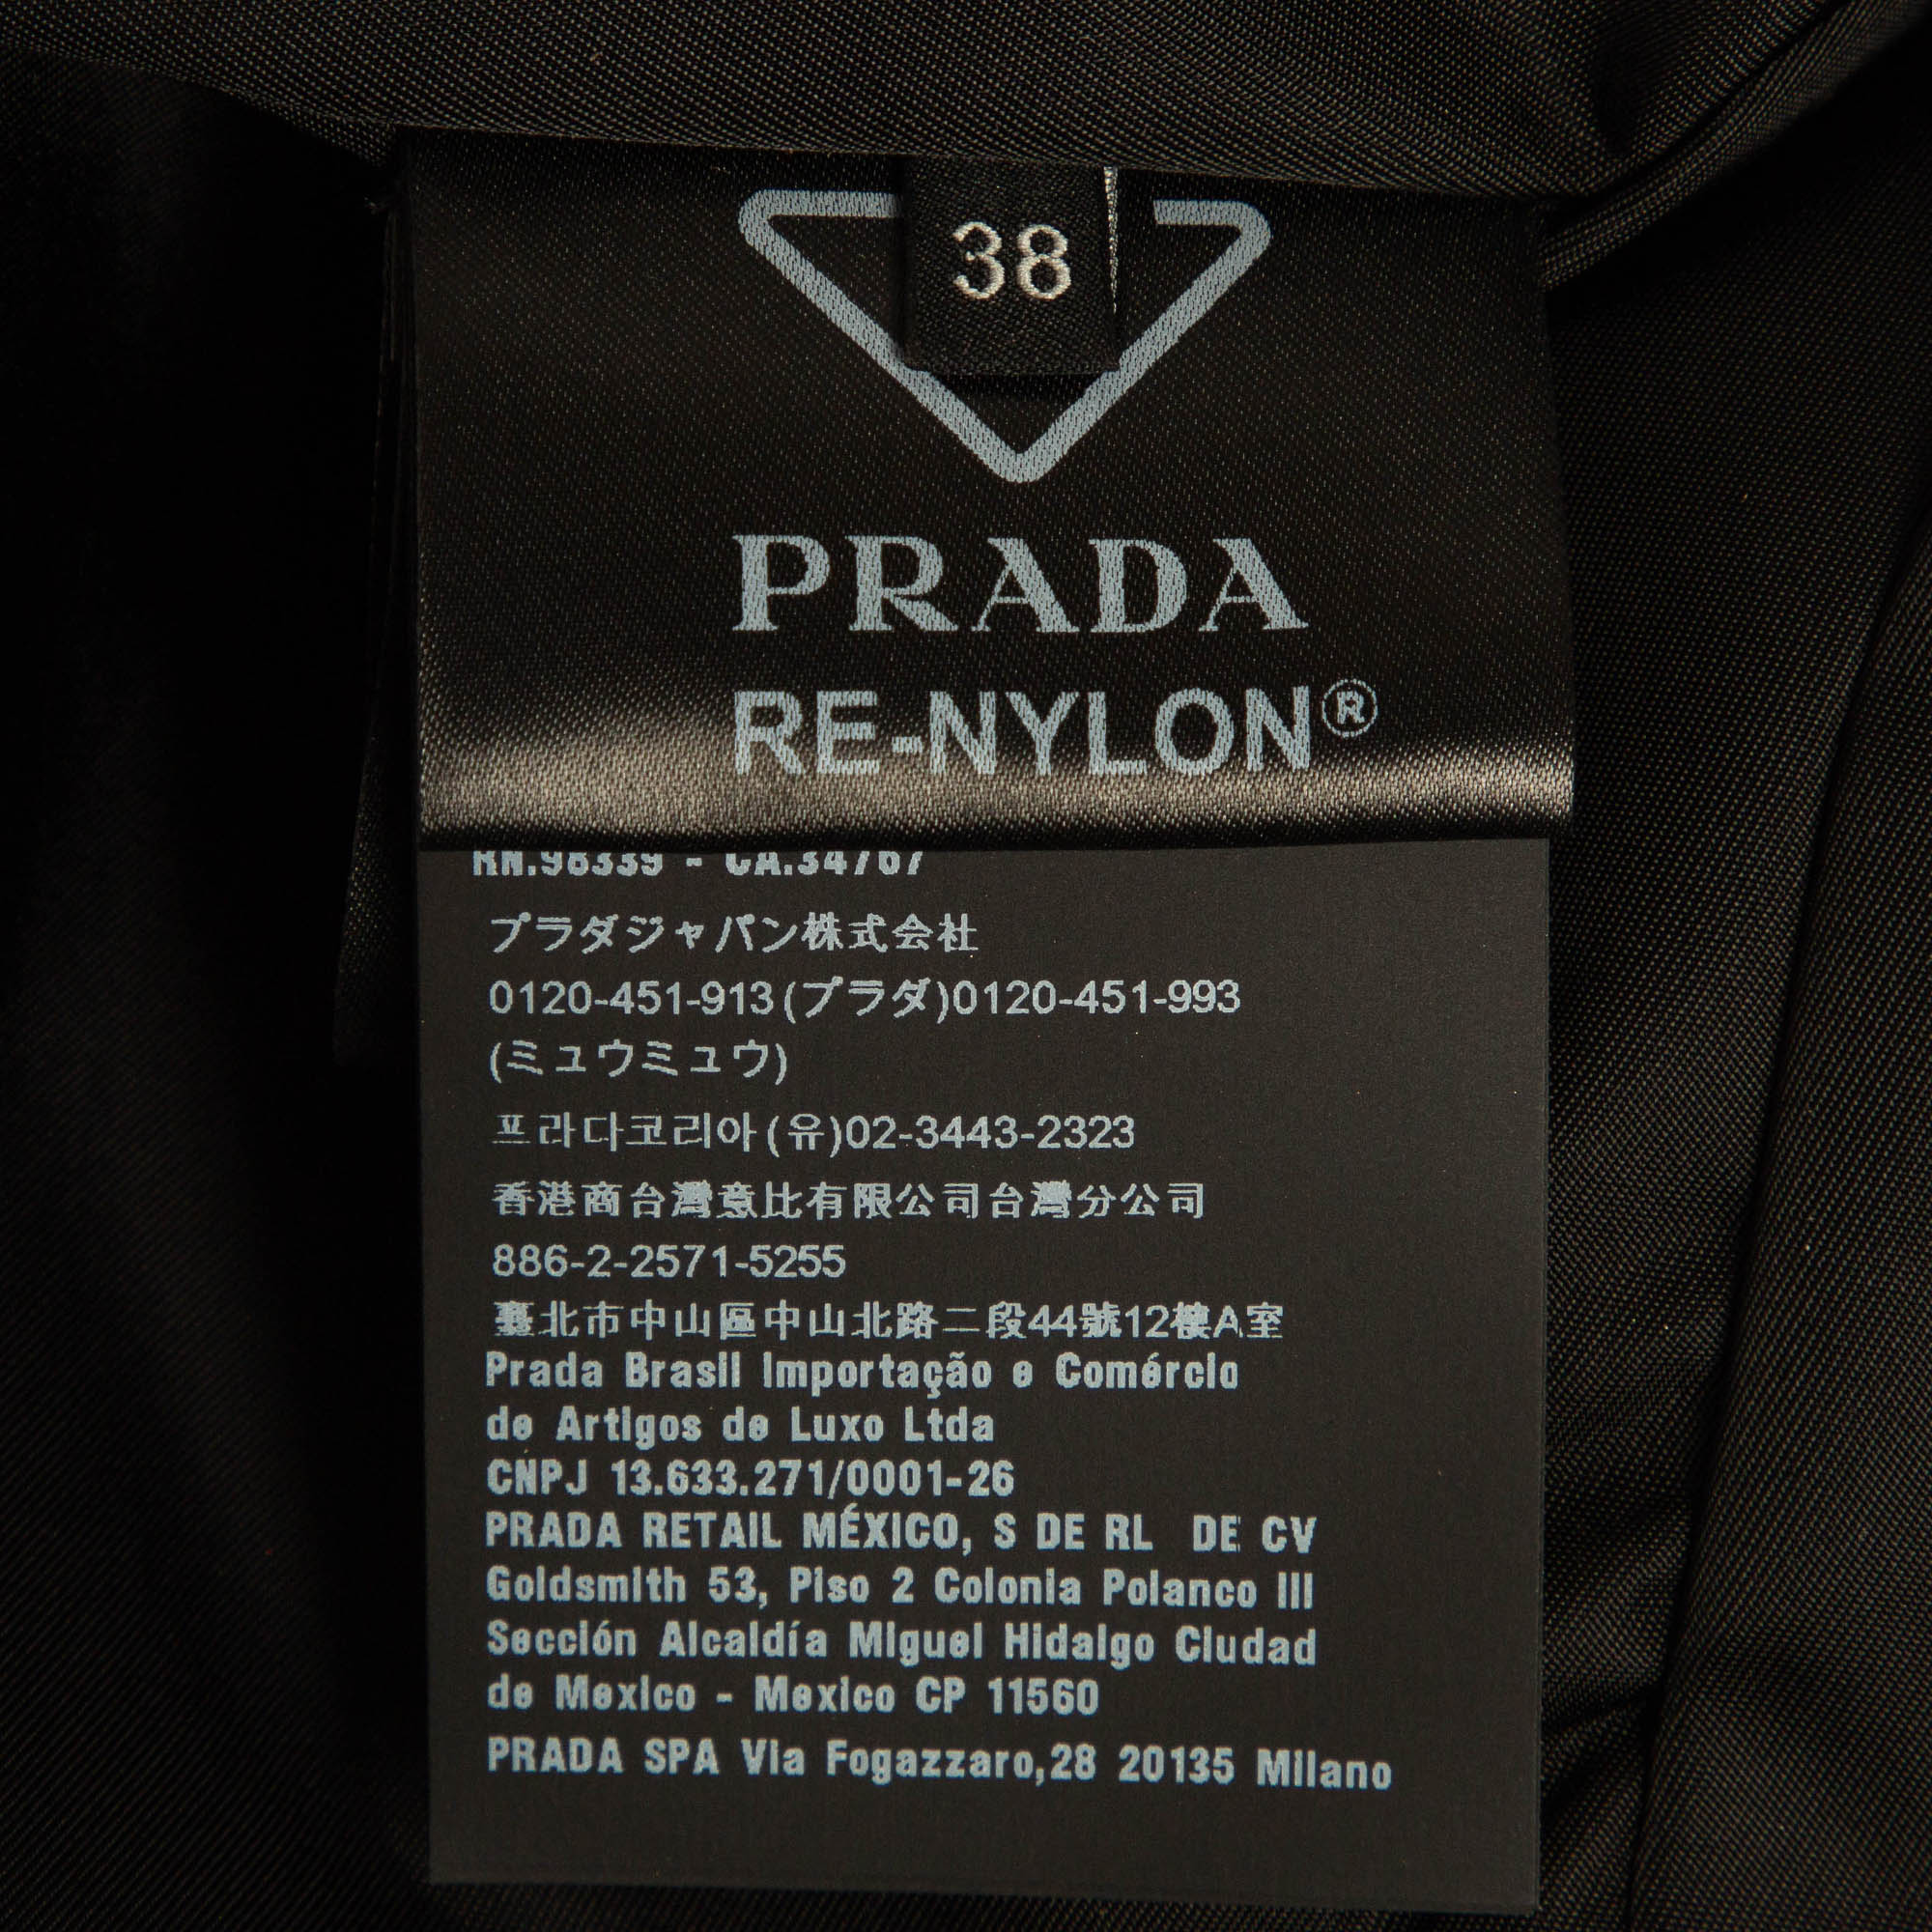 38
PRADA
RE-NYLON®
RN.98339 - CA.34767
プラダジャパン株式会社
0120-451-913(プラダ)0120-451-993
(ミュウミュウ)
프라다코리아(유)02-3443-2323
香港商台灣意比有限公司台灣分公司
886-2-2571-5255
臺北市中山區中山北路二段44號12樓A室
Prada Brasil Importação e Comércio
de Artigos de Luxo Ltda
CNPJ 13.633.271/0001-26
PRADA RETAIL MÉXICO, S DE RL DE CV
Goldsmith 53, Piso 2 Colonia Polanco III
Sección Alcaldía Miguel Hidalgo Ciudad
de Mexico - Mexico CP 11560
PRADA SPA Via Fogazzaro,28 20135 Milano